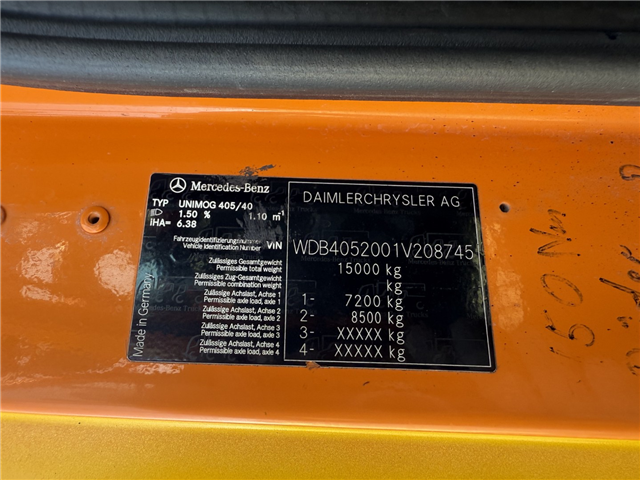 Mercedes-Benz
TYP UNIMOG 405/40
1.50 % 1.10 m⁻¹
iHA= 6.38
Fahrzeugidentifizierungsnummer
Vehicle Identification Number VIN
DAIMLERCHRYSLER AG
WDB4052001V208745
Zulässiges Gesamtgewicht
Permissible total weight 15000 kg
Zulässiges Zug-Gesamtgewicht
Permissible combination weight kg
Zulässige Achslast, Achse 1
Permissible axle load, axle 1 1- 7200 kg
Zulässige Achslast, Achse 2
Permissible axle load, axle 2 2- 8500 kg
Zulässige Achslast, Achse 3
Permissible axle load, axle 3 3- XXXXX kg
Zulässige Achslast, Achse 4
Permissible axle load, axle 4 4- XXXXX kg
Made in Germany
150 Nm